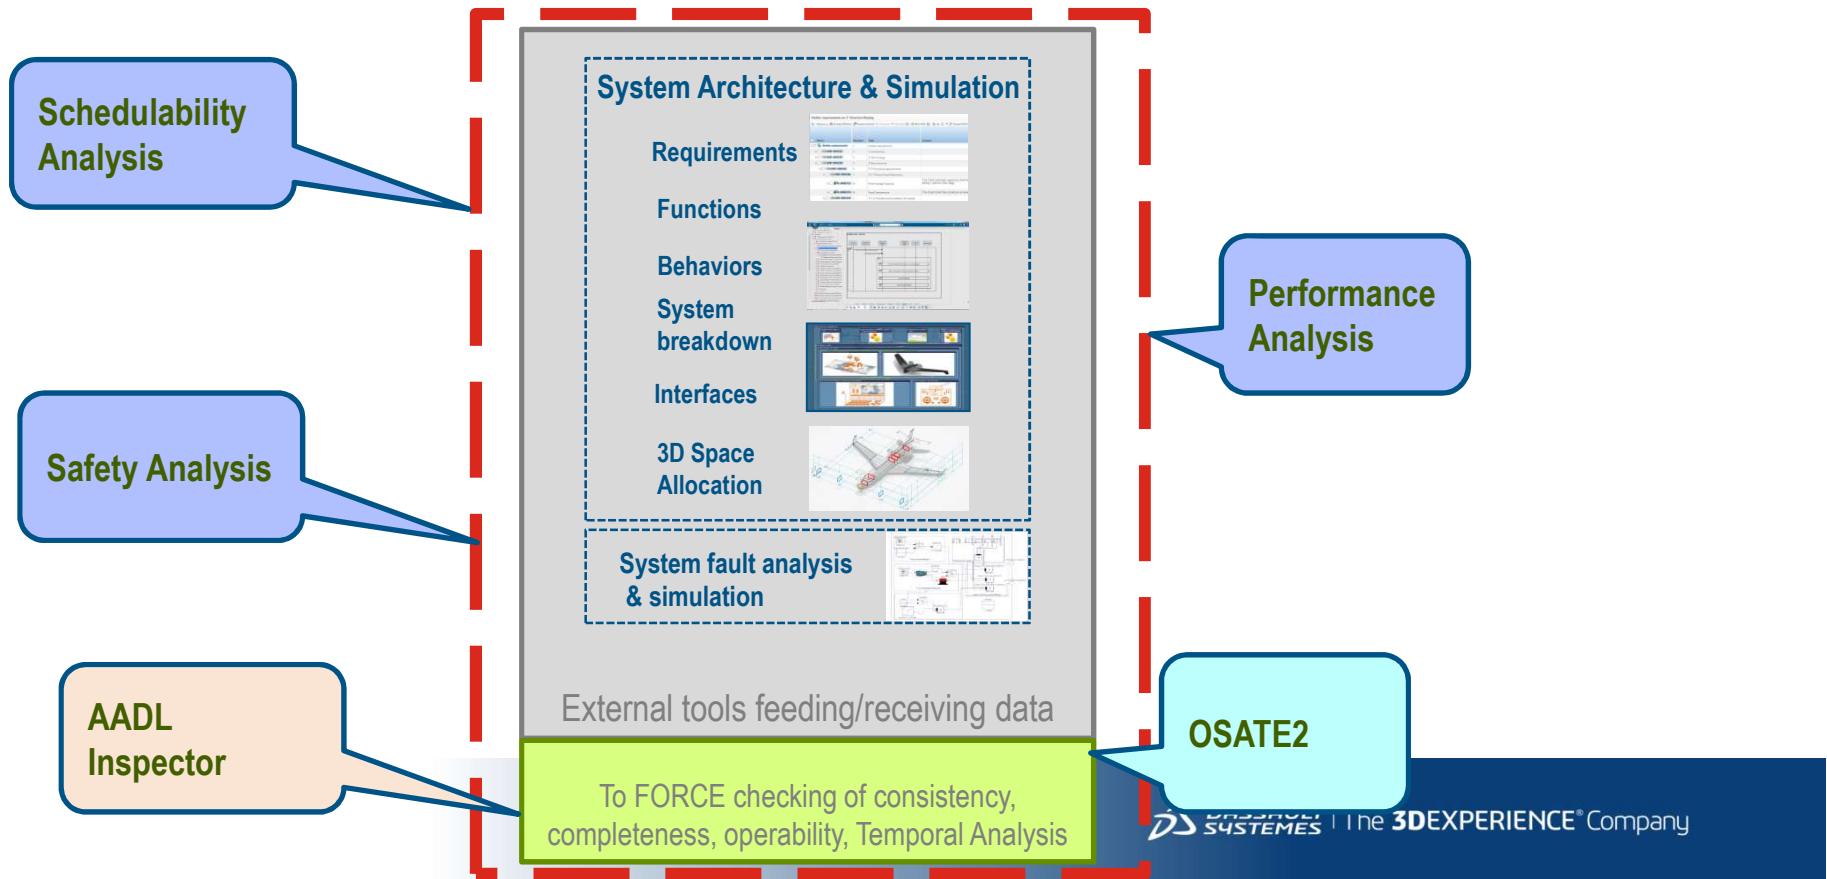 Schedulability
Analysis
Safety Analysis
AADL
Inspector
System Architecture & Simulation
Requirements
Functions
Behaviors
System
breakdown
Interfaces
3D Space
Allocation
System fault analysis
& simulation
External tools feeding/receiving data
To FORCE checking of consistency,
completeness, operability, Temporal Analysis
Performance
Analysis
OSATE2
DASSAULT
SYSTEMES | The 3DEXPERIENCE® Company